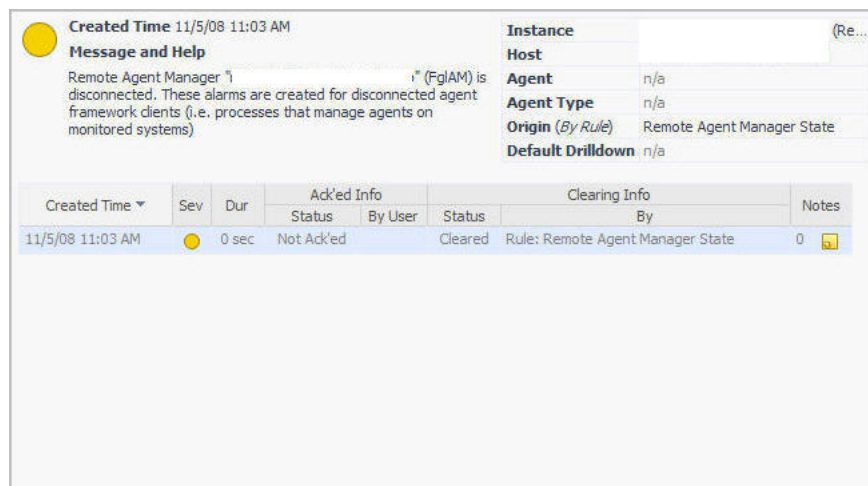 Created Time 11/5/08 11:03 AM
Message and Help
Remote Agent Manager " " (FglAM) is
disconnected. These alarms are created for disconnected agent
framework clients (i.e. processes that manage agents on
monitored systems)
Instance (Re...
Host
Agent n/a
Agent Type n/a
Origin (By Rule) Remote Agent Manager State
Default Drilldown n/a
Created Time Sev Dur Ack'ed Info Clearing Info Notes
Status By User Status By
11/5/08 11:03 AM 0 sec Not Ack'ed Cleared Rule: Remote Agent Manager State 0